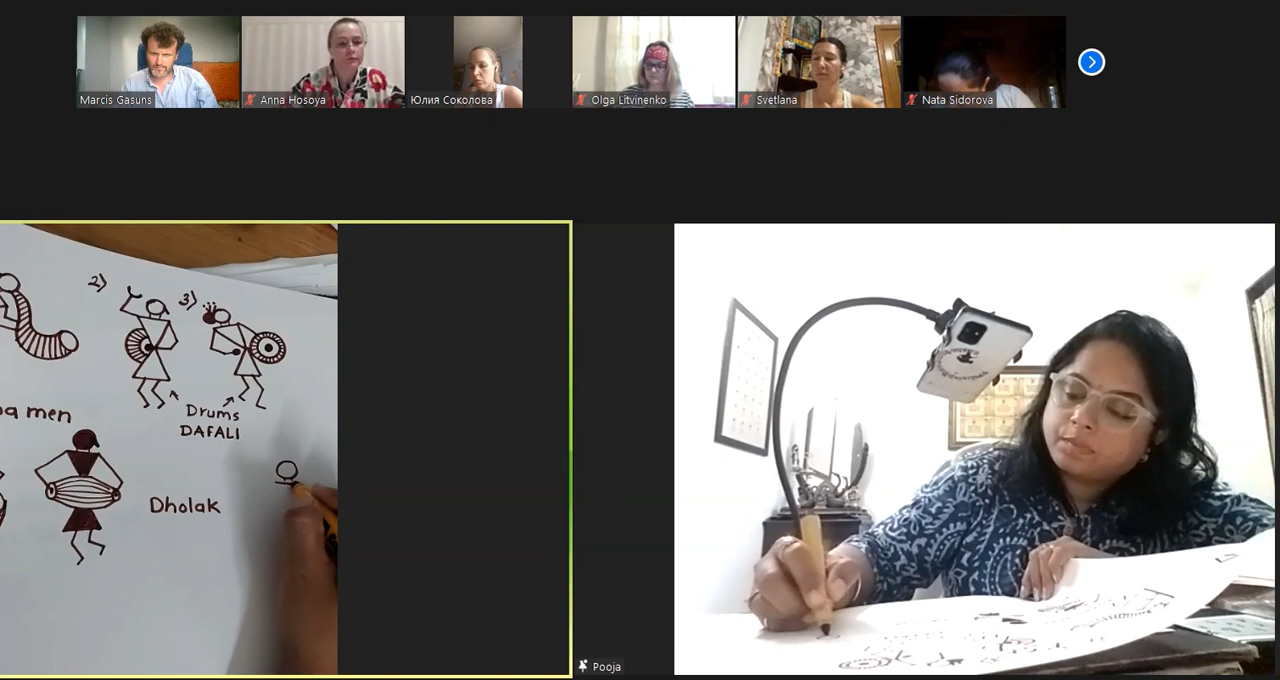 Marcis Gasuns
Anna Hosoya
Юлия Соколова
Olga Litvinenko
Svetlana
Nata Sidorova
2)
3)
men
Drums
DAFALI
Dholak
Pooja